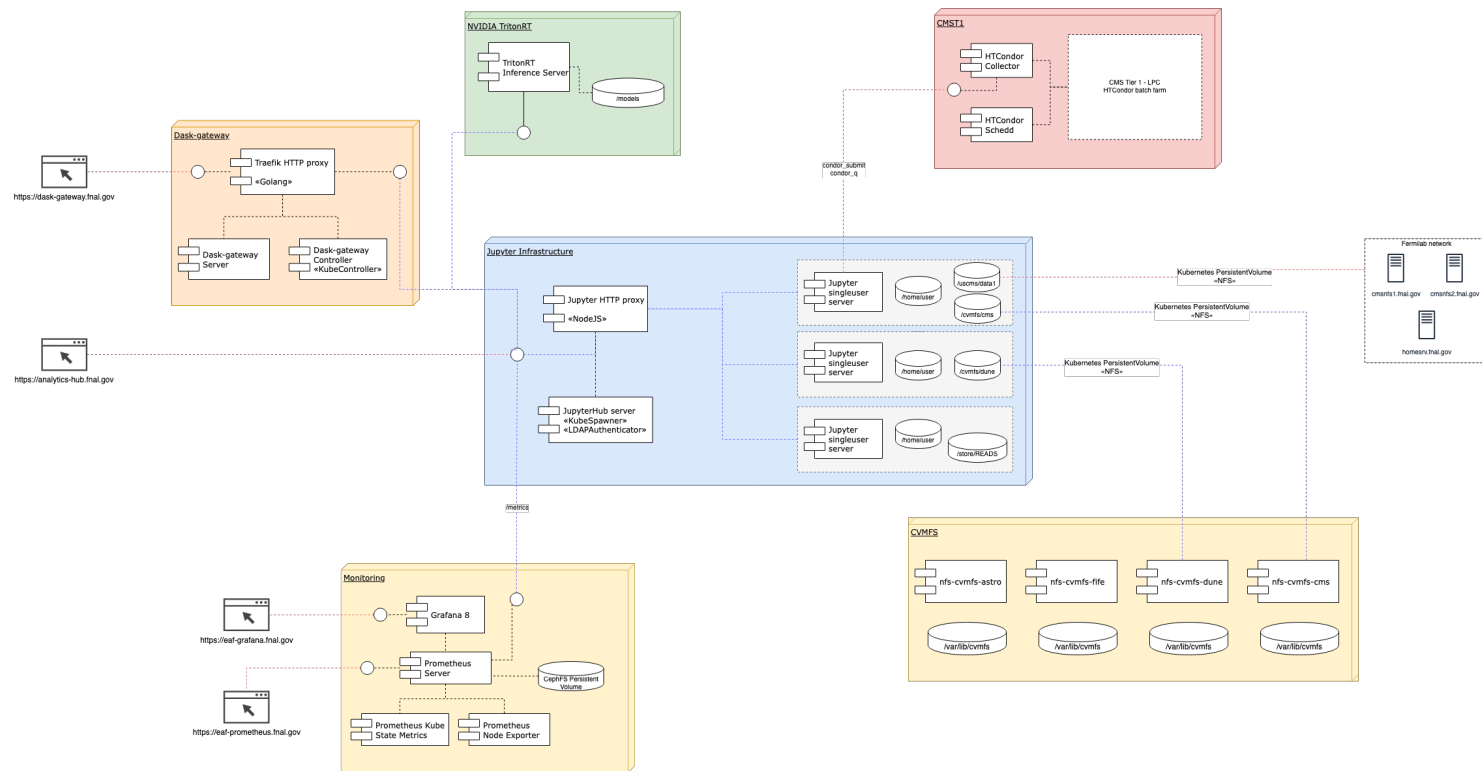 NVIDIA TritonRT
TritonRT
Inference Server
/models
CMST1
HTCondor
Collector
HTCondor
Schedd
CMS Tier 1 - LPC
HTCondor batch farm
condor_submit
condor_q
Dask-gateway
Traefik HTTP proxy
«Golang»
Dask-gateway
Server
Dask-gateway
Controller
«KubeController»
https://dask-gateway.fnal.gov
https://analytics-hub.fnal.gov
Jupyter Infrastructure
Jupyter HTTP proxy
«NodeJS»
JupyterHub server
«KubeSpawner»
«LDAPAuthenticator»
Jupyter
singleuser
server
/home/user
/uscms/data1
/cvmfs/cms
Jupyter
singleuser
server
/home/user
/cvmfs/dune
Jupyter
singleuser
server
/home/user
/store/READS
Kubernetes PersistentVolume
«NFS»
Kubernetes PersistentVolume
«NFS»
Kubernetes PersistentVolume
«NFS»
Fermilab network
cmsnfs1.fnal.gov
cmsnfs2.fnal.gov
homesrv.fnal.gov
/metrics
CVMFS
nfs-cvmfs-astro
nfs-cvmfs-fife
nfs-cvmfs-dune
nfs-cvmfs-cms
/var/lib/cvmfs
/var/lib/cvmfs
/var/lib/cvmfs
/var/lib/cvmfs
Monitoring
Grafana 8
Prometheus
Server
CephFS Persistent
Volume
Prometheus Kube
State Metrics
Prometheus
Node Exporter
https://eaf-grafana.fnal.gov
https://eaf-prometheus.fnal.gov